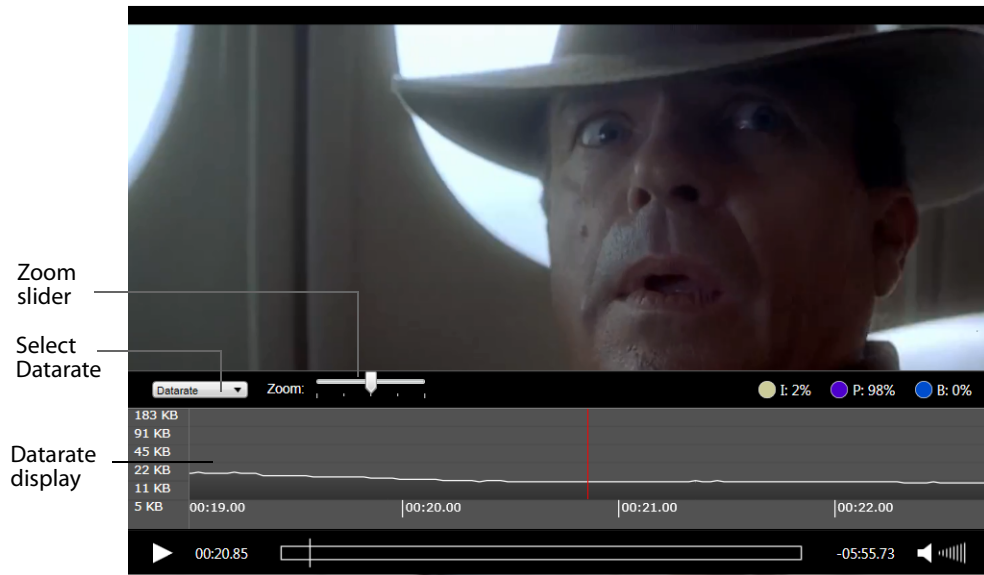 Zoom
slider
Select
Datarate
Datarate
Zoom:
I: 2%
P: 98%
B: 0%
Datarate
display
183 KB
91 KB
45 KB
22 KB
11 KB
5 KB
00:19.00
00:20.00
00:21.00
00:22.00
00:20.85
-05:55.73